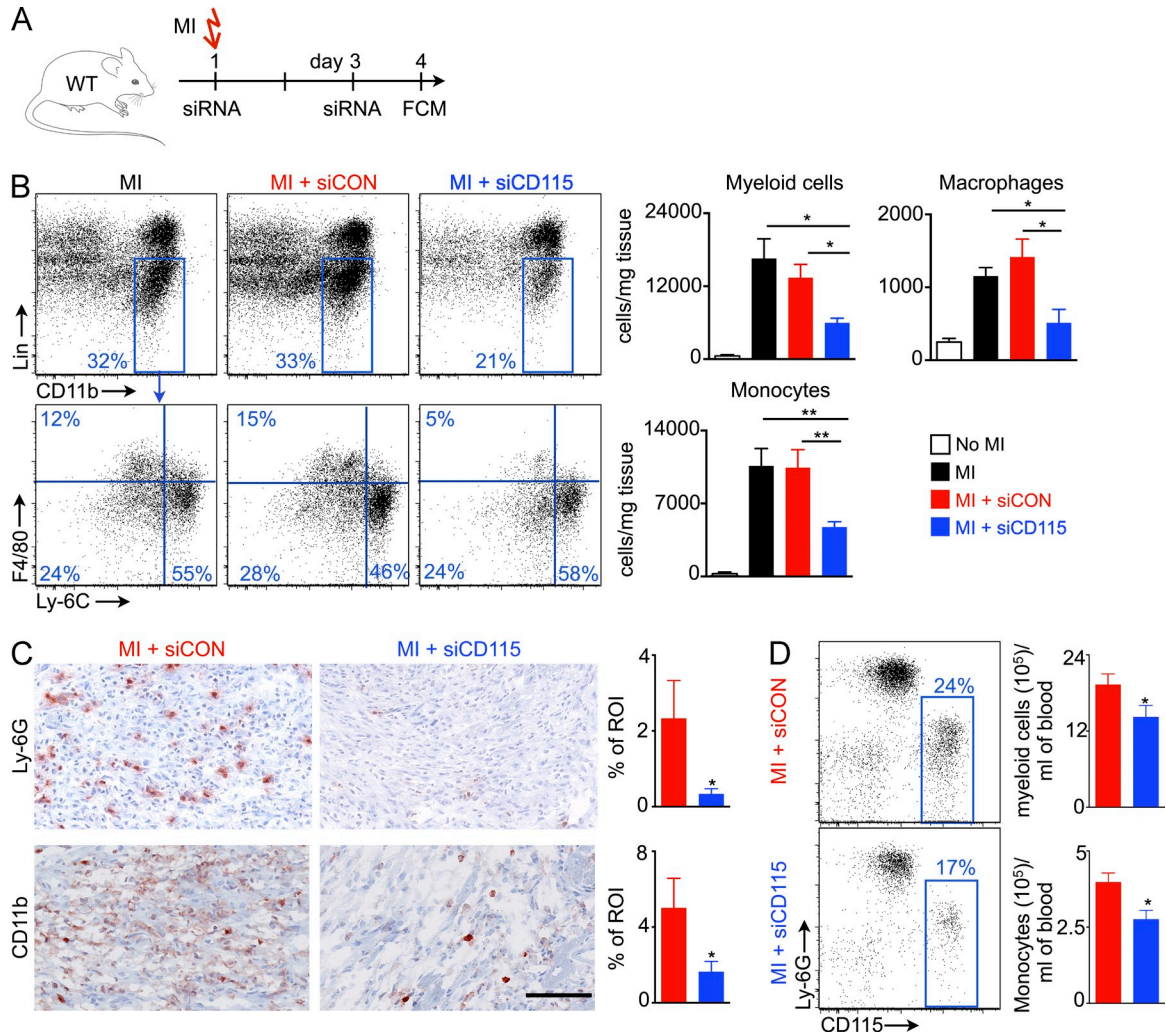 A
MI
WT
1
day 3
4
siRNA
siRNA
FCM
B
MI
MI + siCON
MI + siCD115
Lin
32%
33%
21%
CD11b
12%
15%
5%
F4/80
24%
55%
28%
46%
24%
58%
Ly-6C
Myeloid cells
cells/mg tissue
24000
12000
0
*
*
Macrophages
2000
1000
0
*
*
Monocytes
cells/mg tissue
14000
7000
0
**
**
No MI
MI
MI + siCON
MI + siCD115
C
MI + siCON
MI + siCD115
Ly-6G
% of ROI
4
2
0
*
CD11b
% of ROI
8
4
0
*
D
MI + siCON
24%
myeloid cells (10⁵)/
ml of blood
24
12
0
*
MI + siCD115
17%
Ly-6G
CD115
Monocytes (10⁵)/
ml of blood
5
2.5
0
*